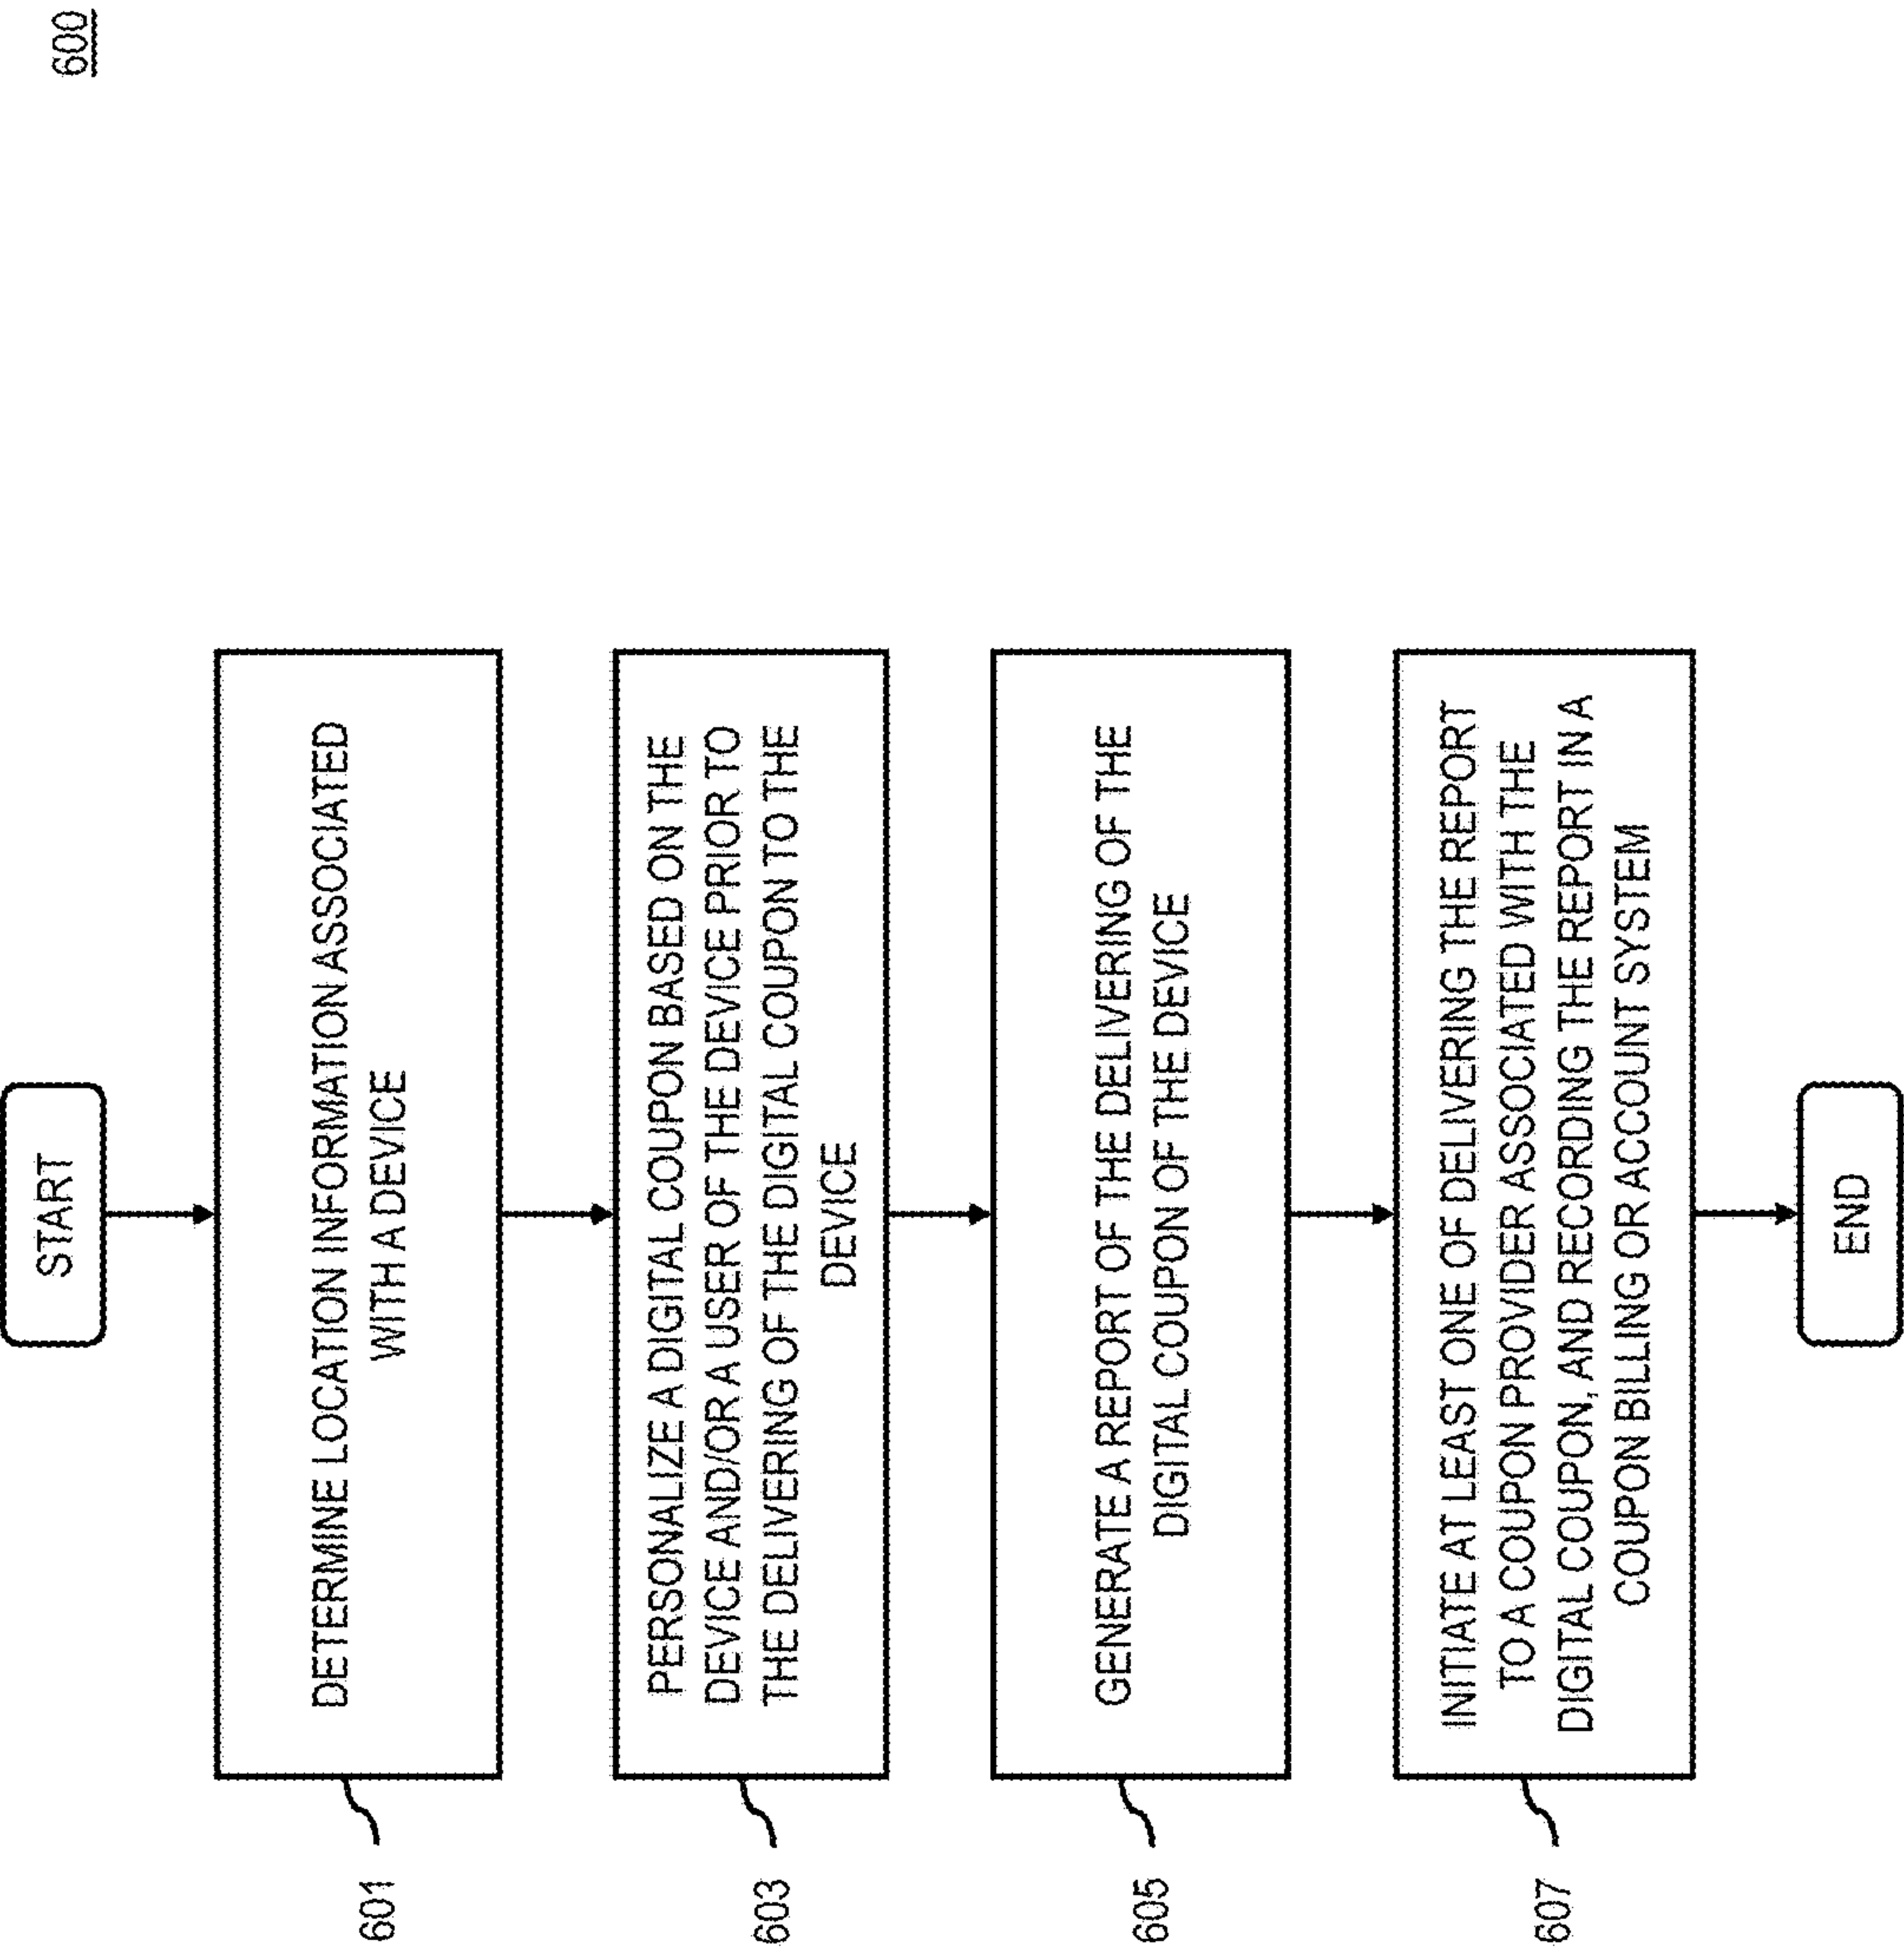 600
START
DETERMINE LOCATION INFORMATION ASSOCIATED
WITH A DEVICE
601
PERSONALIZE A DIGITAL COUPON BASED ON THE
DEVICE AND/OR A USER OF THE DEVICE PRIOR TO
THE DELIVERING OF THE DIGITAL COUPON TO THE
DEVICE
603
GENERATE A REPORT OF THE DELIVERING OF THE
DIGITAL COUPON OF THE DEVICE
605
INITIATE AT LEAST ONE OF DELIVERING THE REPORT
TO A COUPON PROVIDER ASSOCIATED WITH THE
DIGITAL COUPON, AND RECORDING THE REPORT IN A
COUPON BILLING OR ACCOUNT SYSTEM
607
END